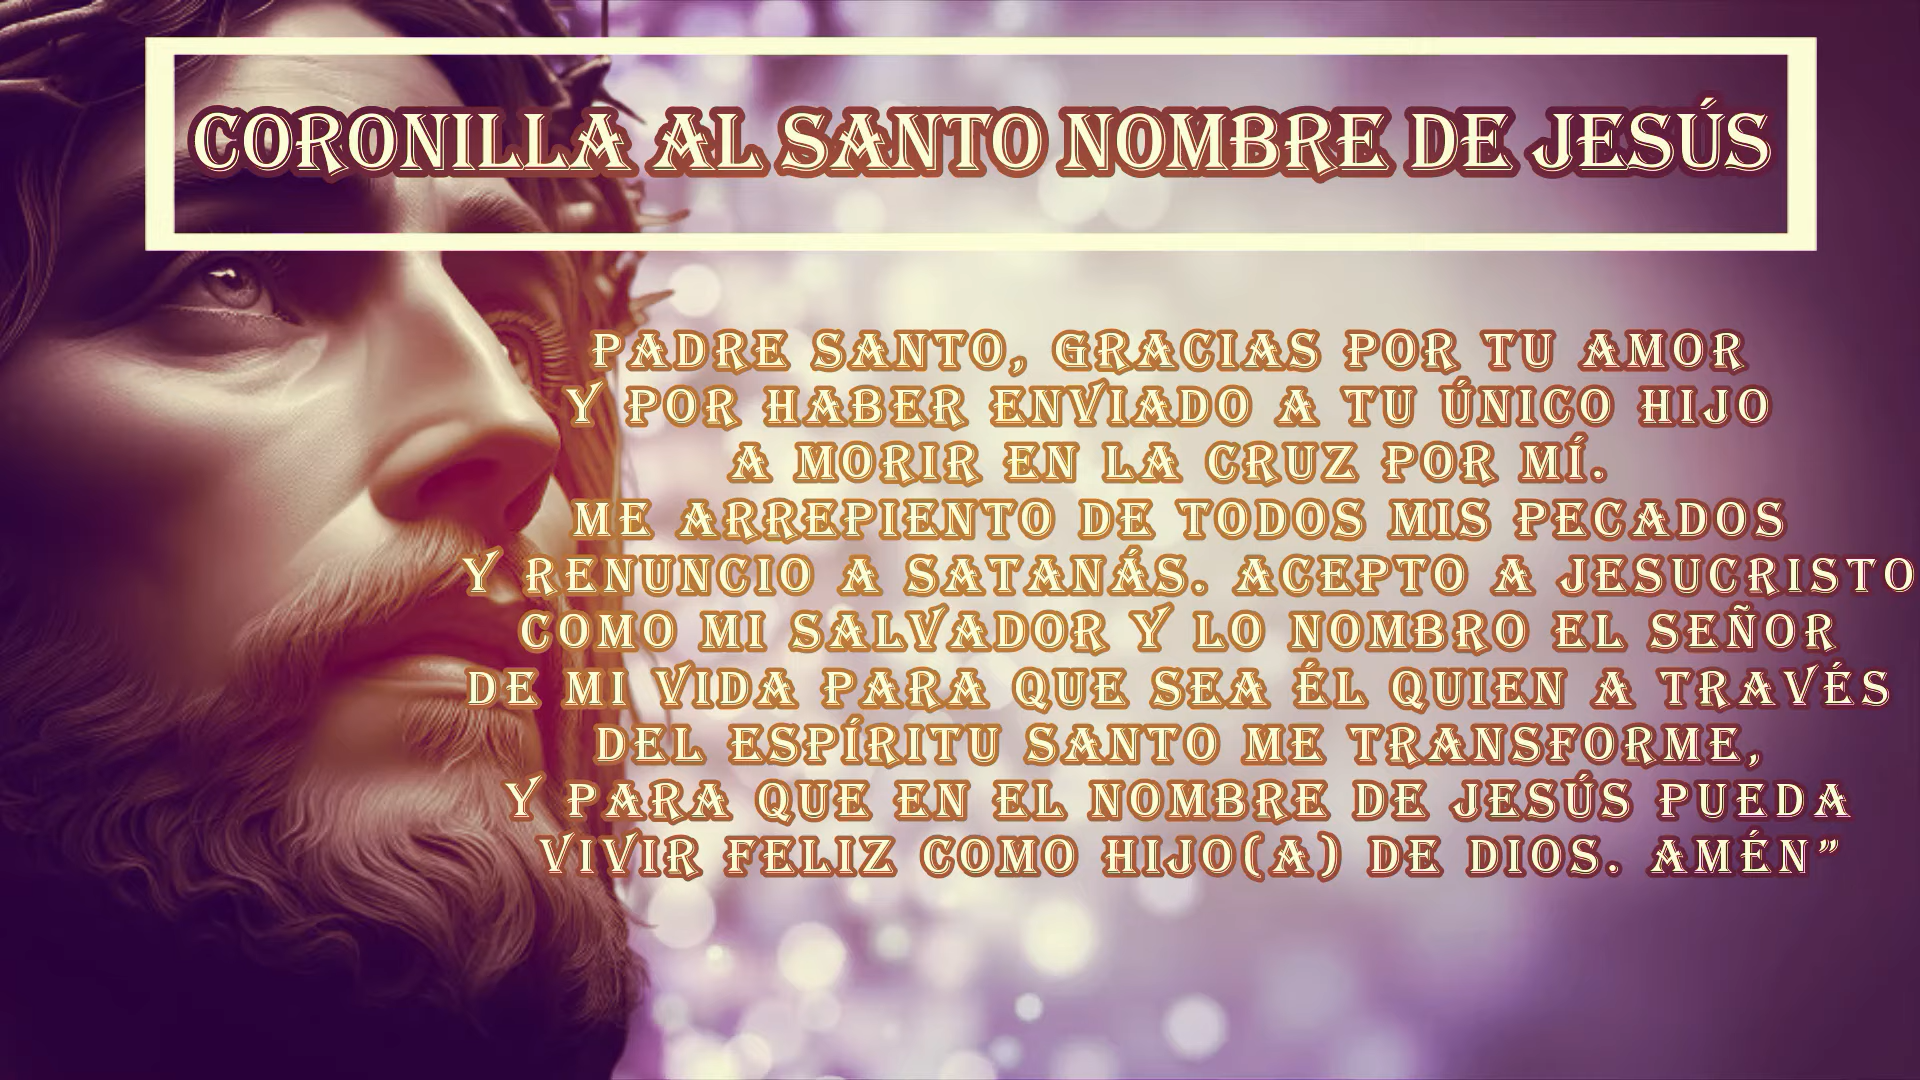 CORONILLA AL SANTO NOMBRE DE JESÚS
PADRE SANTO, GRACIAS POR TU AMOR
Y POR HABER ENVIADO A TU ÚNICO HIJO
A MORIR EN LA CRUZ POR MÍ.
ME ARREPIENTO DE TODOS MIS PECADOS
Y RENUNCIO A SATANÁS. ACEPTO A JESUCRISTO
COMO MI SALVADOR Y LO NOMBRO EL SEÑOR
DE MI VIDA PARA QUE SEA ÉL QUIEN A TRAVÉS
DEL ESPÍRITU SANTO ME TRANSFORME,
Y PARA QUE EN EL NOMBRE DE JESÚS PUEDA
VIVIR FELIZ COMO HIJO(A) DE DIOS. AMÉN”